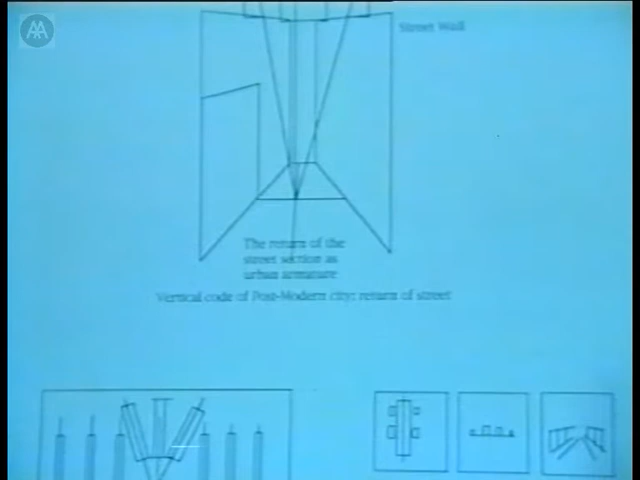 AA
Street Wall
The return of the
street section as
urban armature
Vertical code of Post-Modern city: return of street